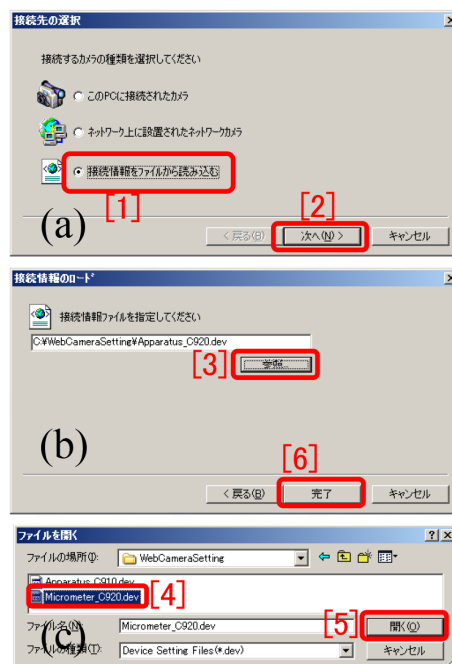 接続先の選択
接続するカメラの種類を選択してください
このPCに接続されたカメラ
ネットワーク上に設置されたネットワークカメラ
接続情報をファイルから読み込む
[1]
[2]
(a)
< 戻る(B)
次へ(N) >
キャンセル
接続情報のロード
接続情報ファイルを指定してください
C:¥WebCameraSetting¥Apparatus_C920.dev
[3]
参照...
(b)
[6]
< 戻る(B)
完了
キャンセル
ファイルを開く
ファイルの場所(I):
WebCameraSetting
Apparatus_C910.dev
Micrometer_C920.dev
[4]
[5]
ファイル名(N):
Micrometer_C920.dev
開く(O)
(c)
ファイルの種類(T):
Device Setting Files(*.dev)
キャンセル